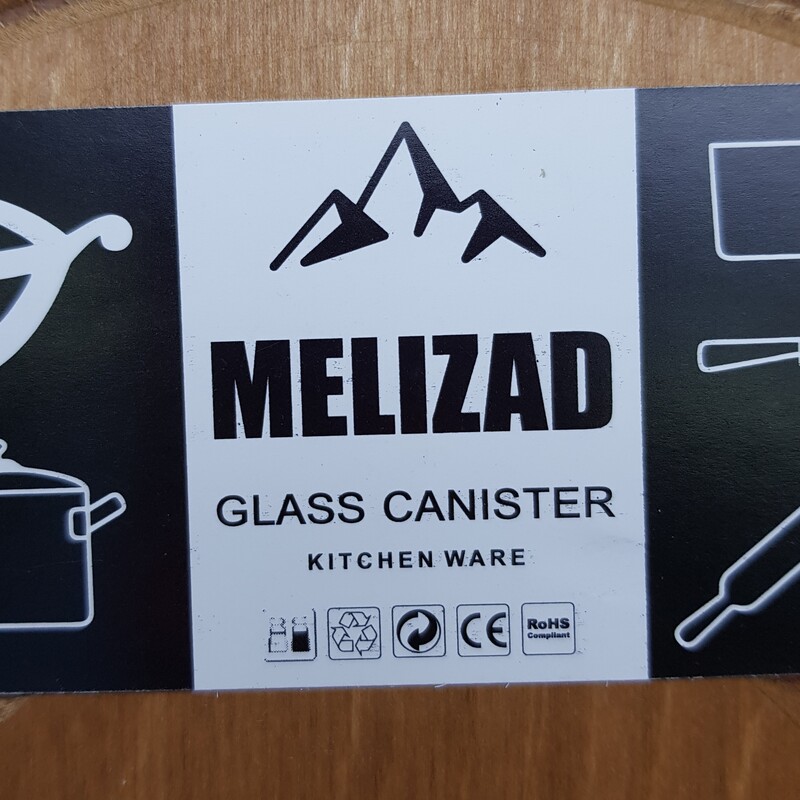 MELIZAD
GLASS CANISTER
KITCHEN WARE
CE
RoHS
Compliant